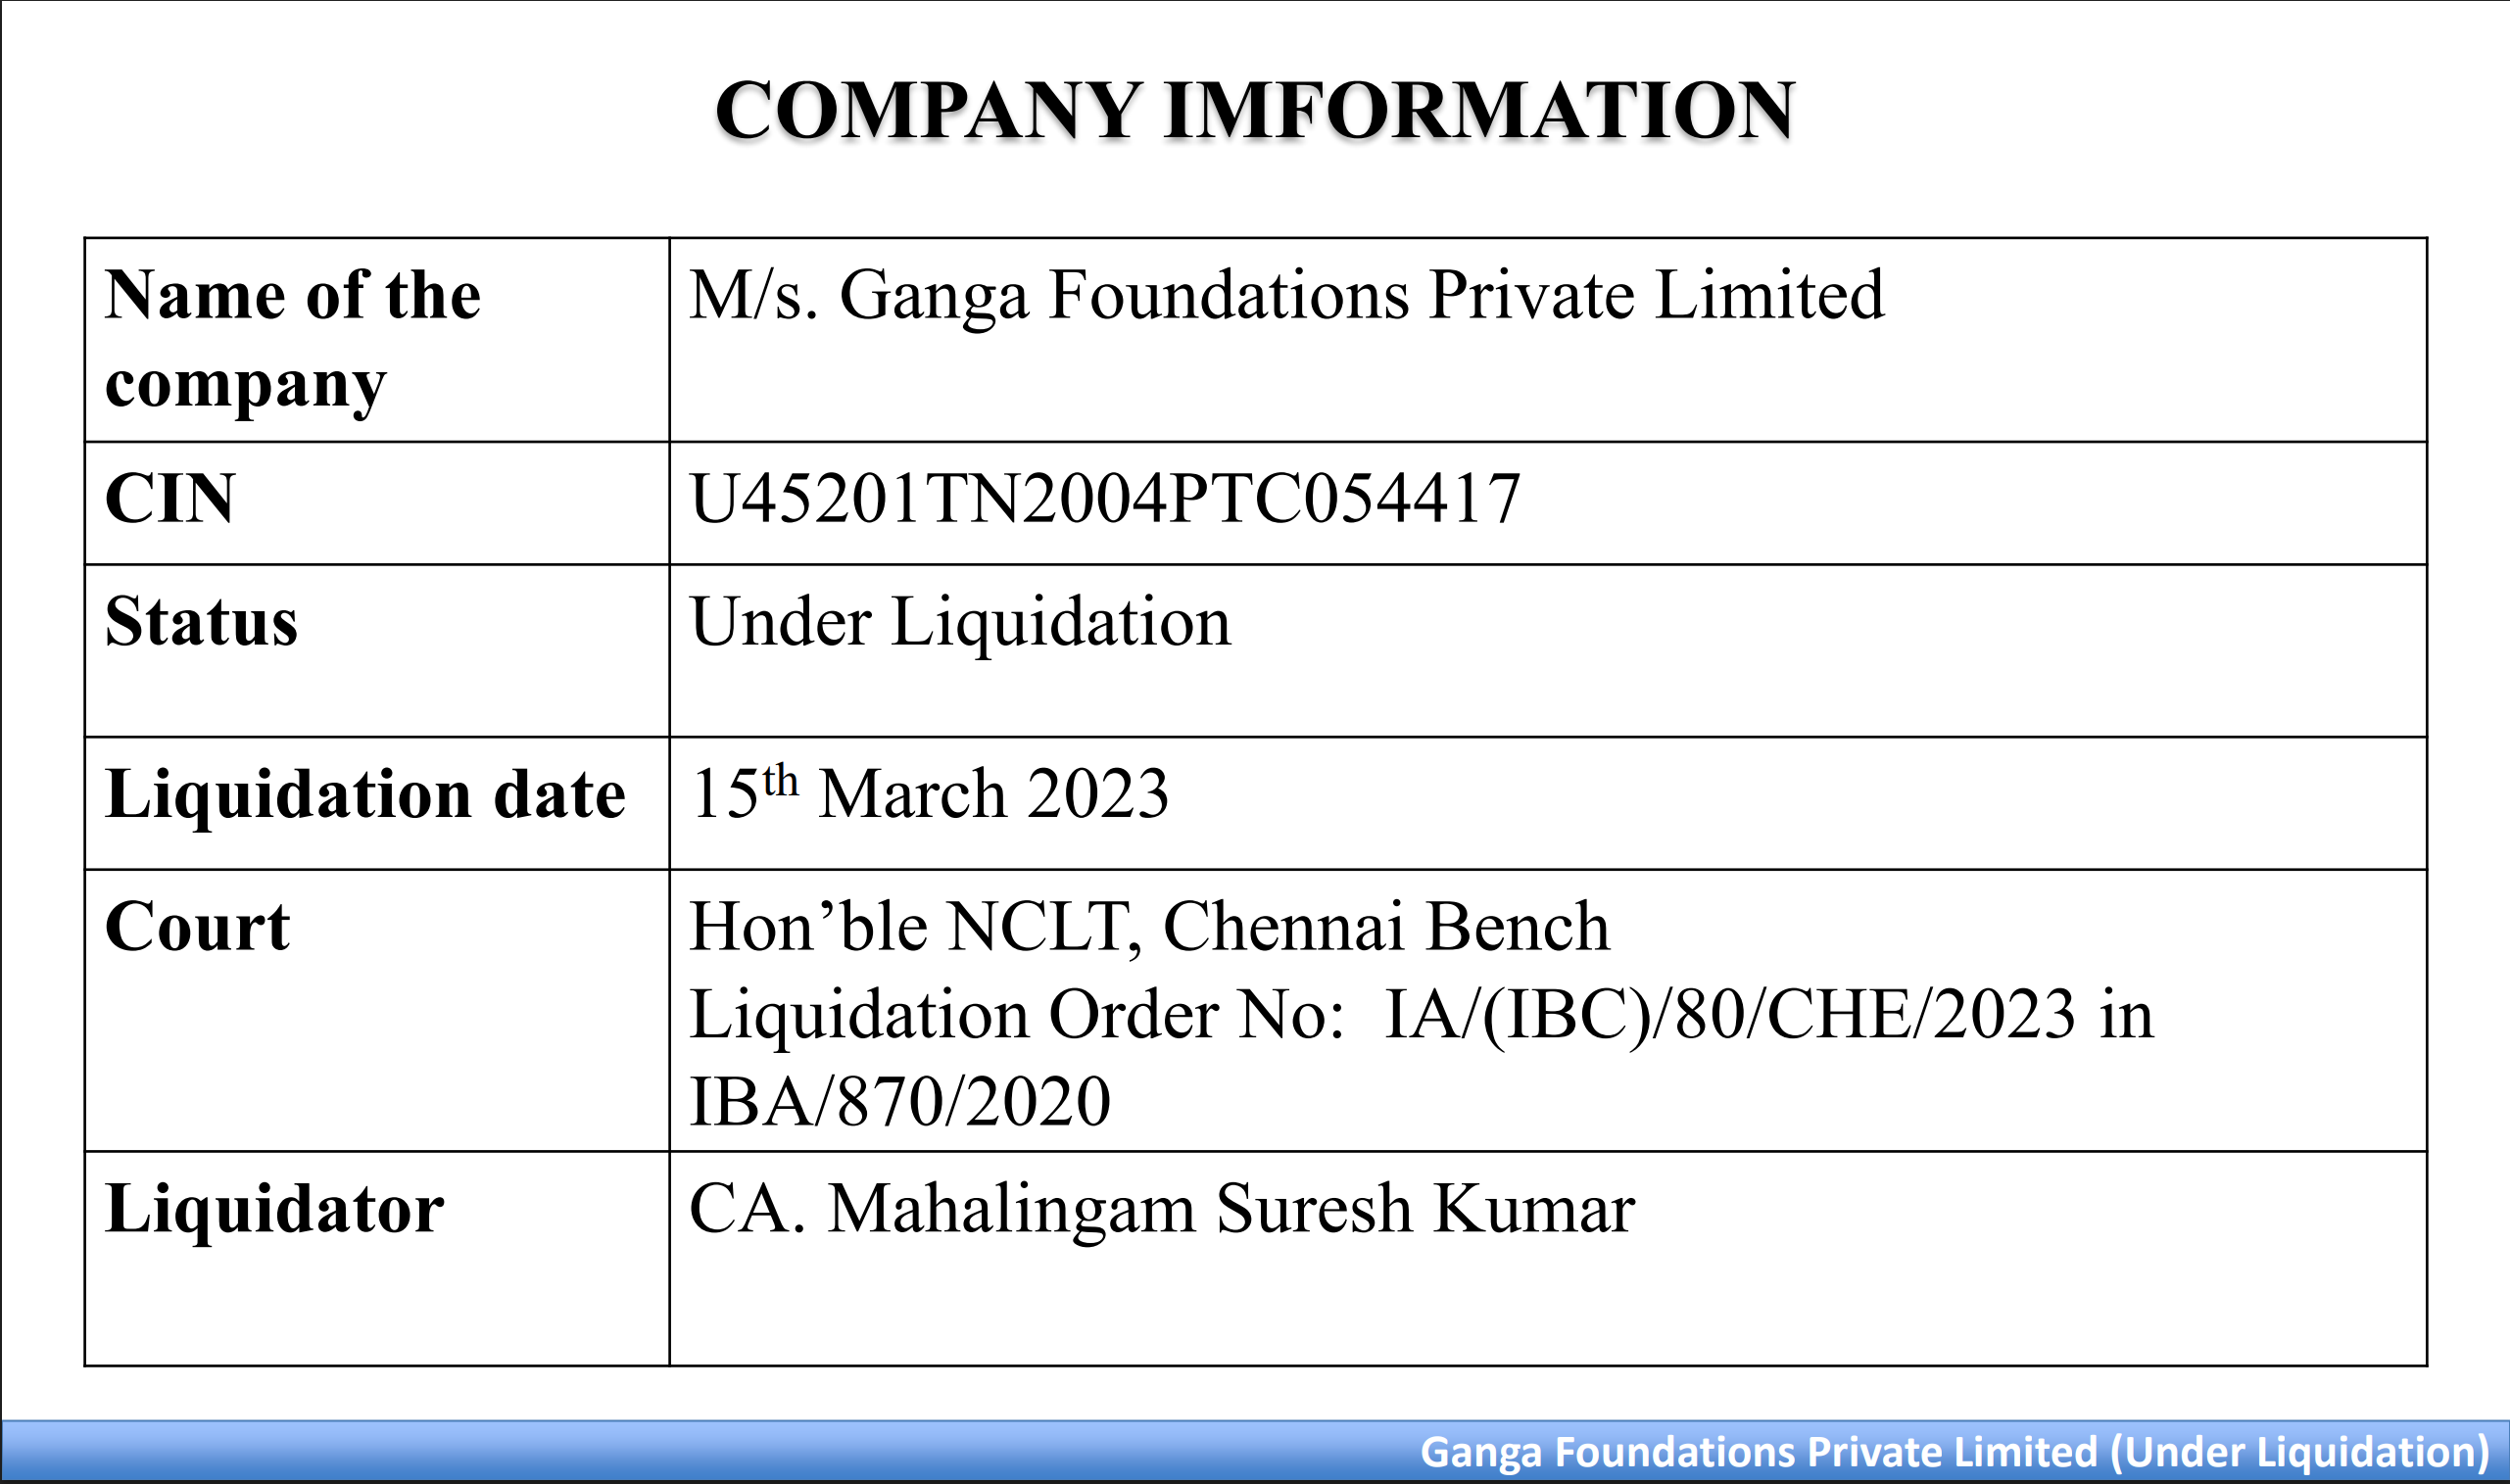 COMPANY IMFORMATION
Name of the
company
M/s. Ganga Foundations Private Limited
CIN
U45201TN2004PTC054417
Status
Under Liquidation
Liquidation date
15th March 2023
Court
Hon’ble NCLT, Chennai Bench
Liquidation Order No:  IA/(IBC)/80/CHE/2023 in
IBA/870/2020
Liquidator
CA. Mahalingam Suresh Kumar
Ganga Foundations Private Limited (Under Liquidation)